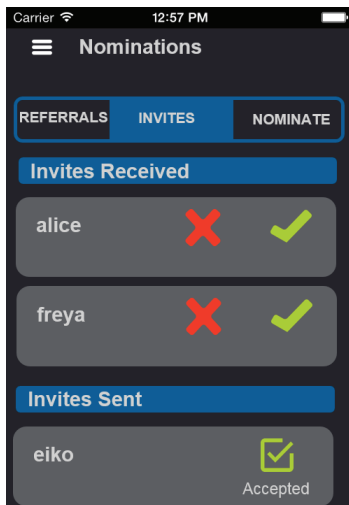 Carrier 12:57 PM
Nominations
REFERRALS INVITES NOMINATE
Invites Received
alice
freya
Invites Sent
eiko
Accepted